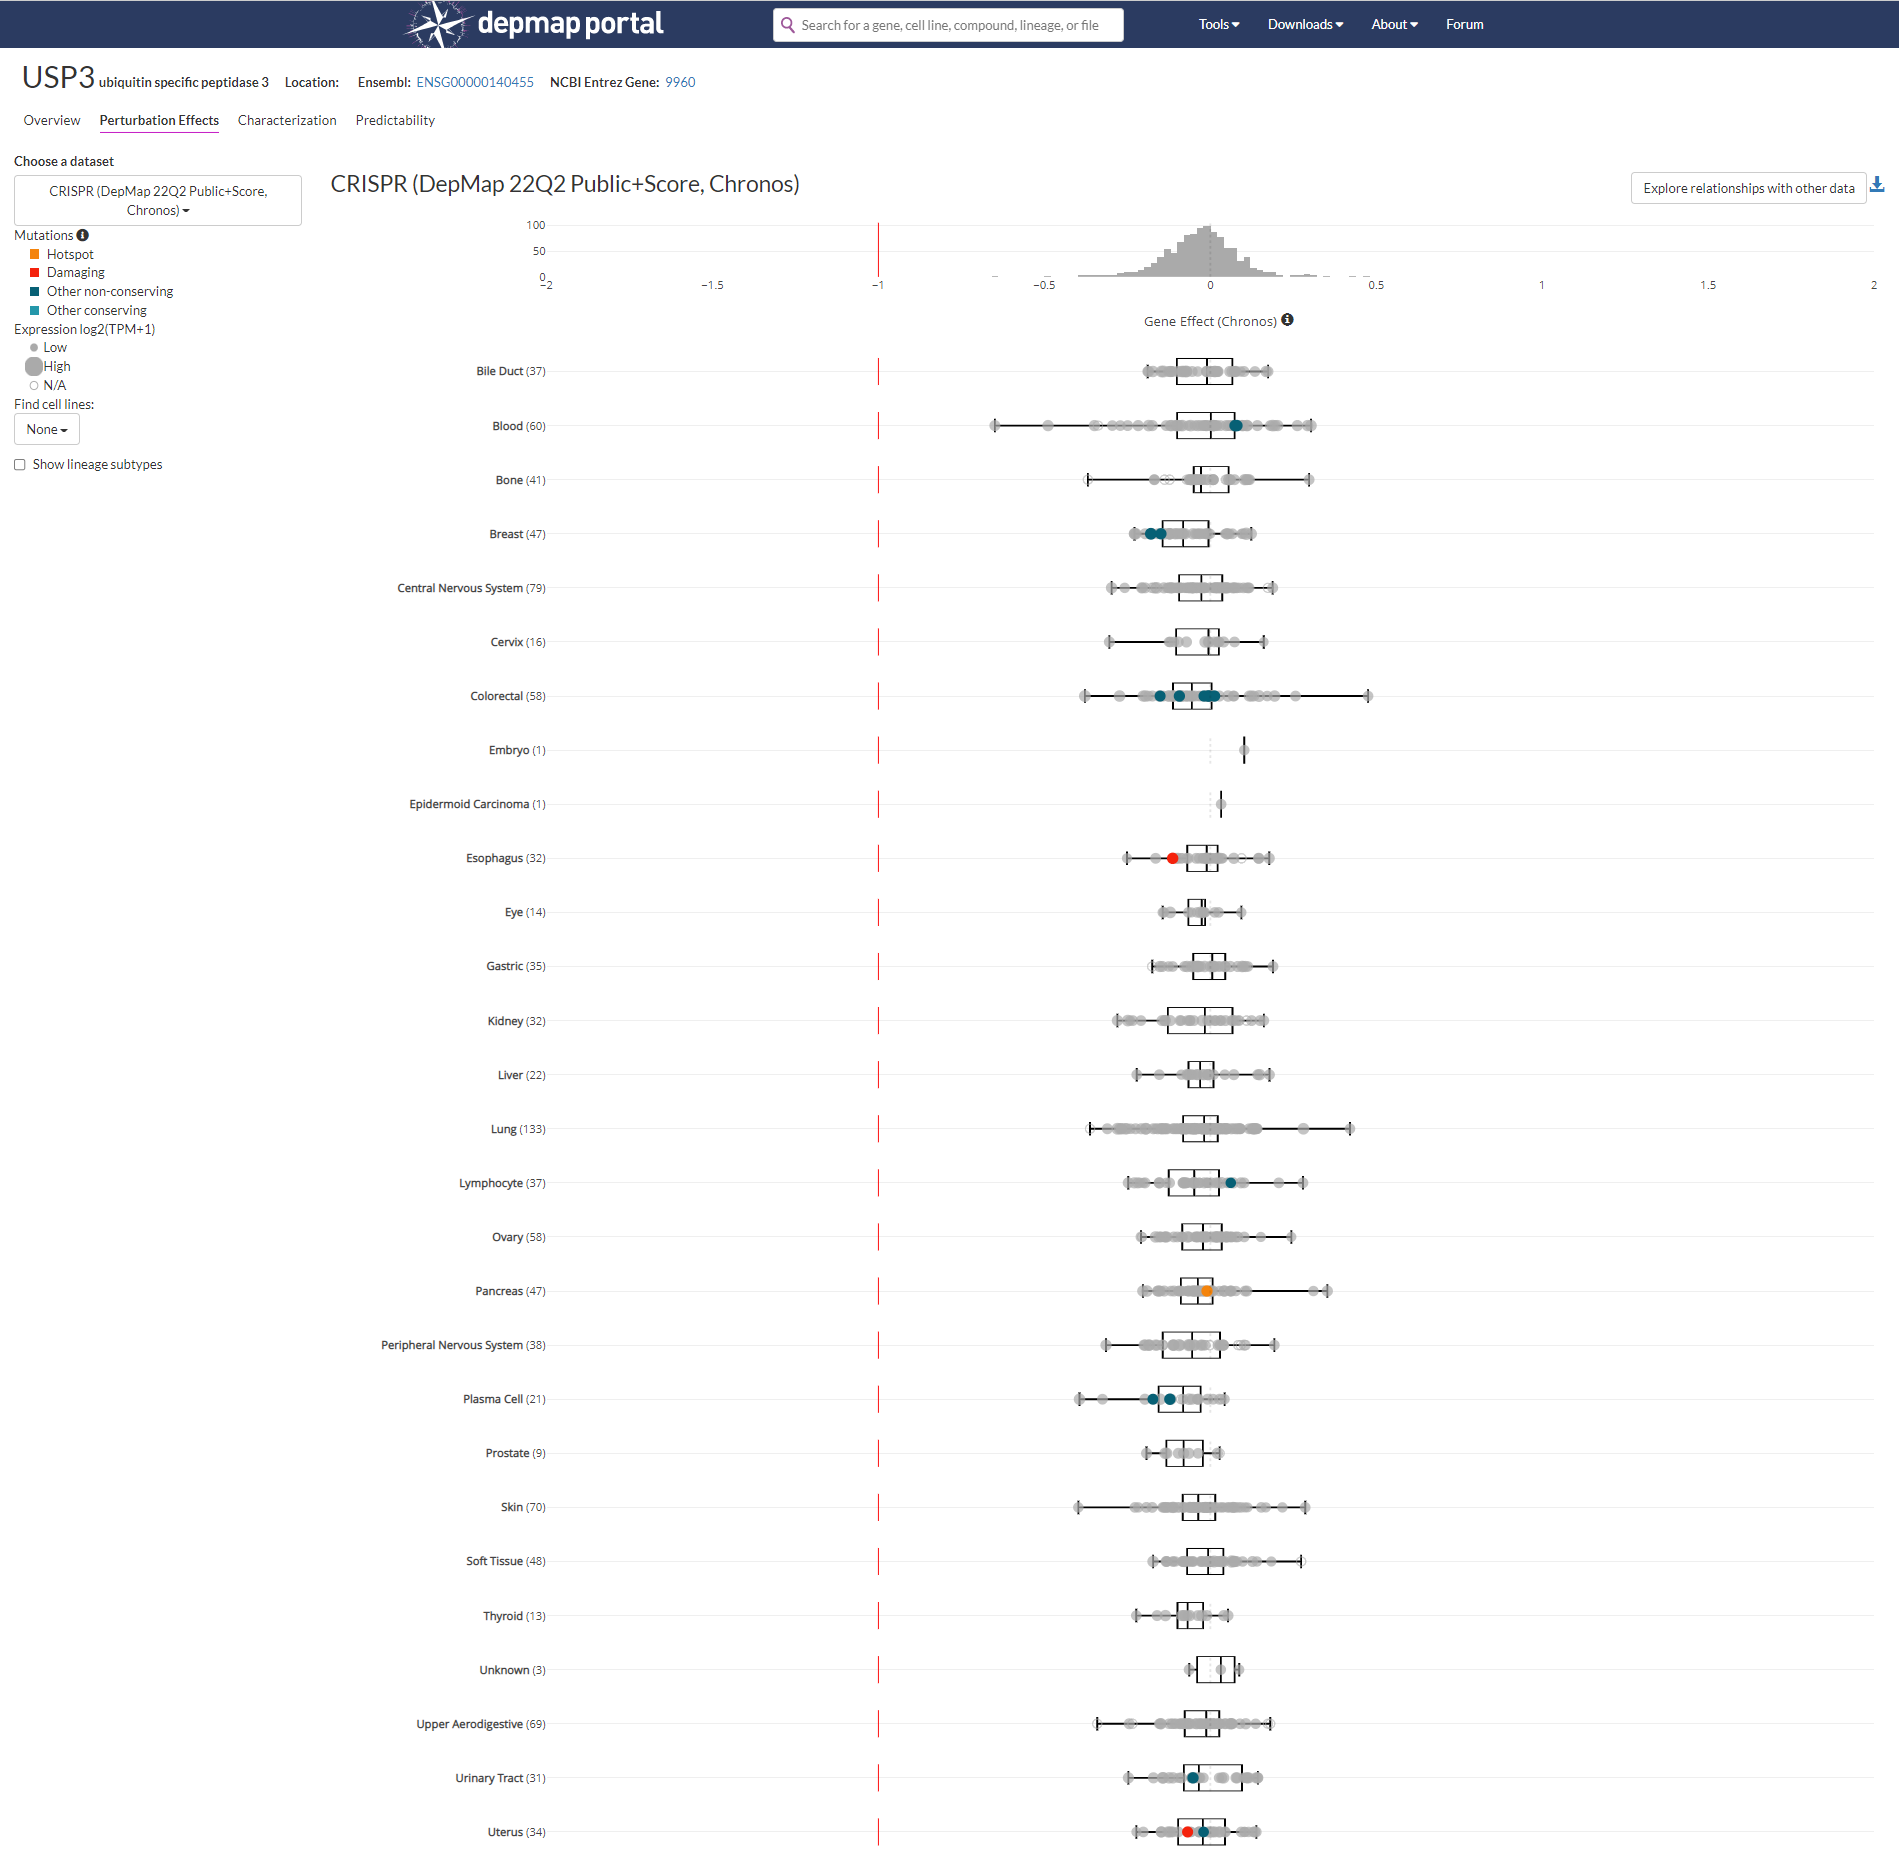 depmap portal
Search for a gene, cell line, compound, lineage, or file
Tools Downloads About Forum
USP3 ubiquitin specific peptidase 3 Location: Ensembl: ENSG00000140455 NCBI Entrez Gene: 9960
Overview Perturbation Effects Characterization Predictability
Choose a dataset
CRISPR (DepMap 22Q2 Public+Score,
Chronos)
Mutations
Hotspot
Damaging
Other non-conserving
Other conserving
Expression log2(TPM+1)
Low
High
N/A
Find cell lines:
None
Show lineage subtypes
CRISPR (DepMap 22Q2 Public+Score, Chronos)
Explore relationships with other data
100
50
0
−2 −1.5 −1 −0.5 0 0.5 1 1.5 2
Gene Effect (Chronos)
Bile Duct (37)
Blood (60)
Bone (41)
Breast (47)
Central Nervous System (79)
Cervix (16)
Colorectal (58)
Embryo (1)
Epidermoid Carcinoma (1)
Esophagus (32)
Eye (14)
Gastric (35)
Kidney (32)
Liver (22)
Lung (133)
Lymphocyte (37)
Ovary (58)
Pancreas (47)
Peripheral Nervous System (38)
Plasma Cell (21)
Prostate (9)
Skin (70)
Soft Tissue (48)
Thyroid (13)
Unknown (3)
Upper Aerodigestive (69)
Urinary Tract (31)
Uterus (34)